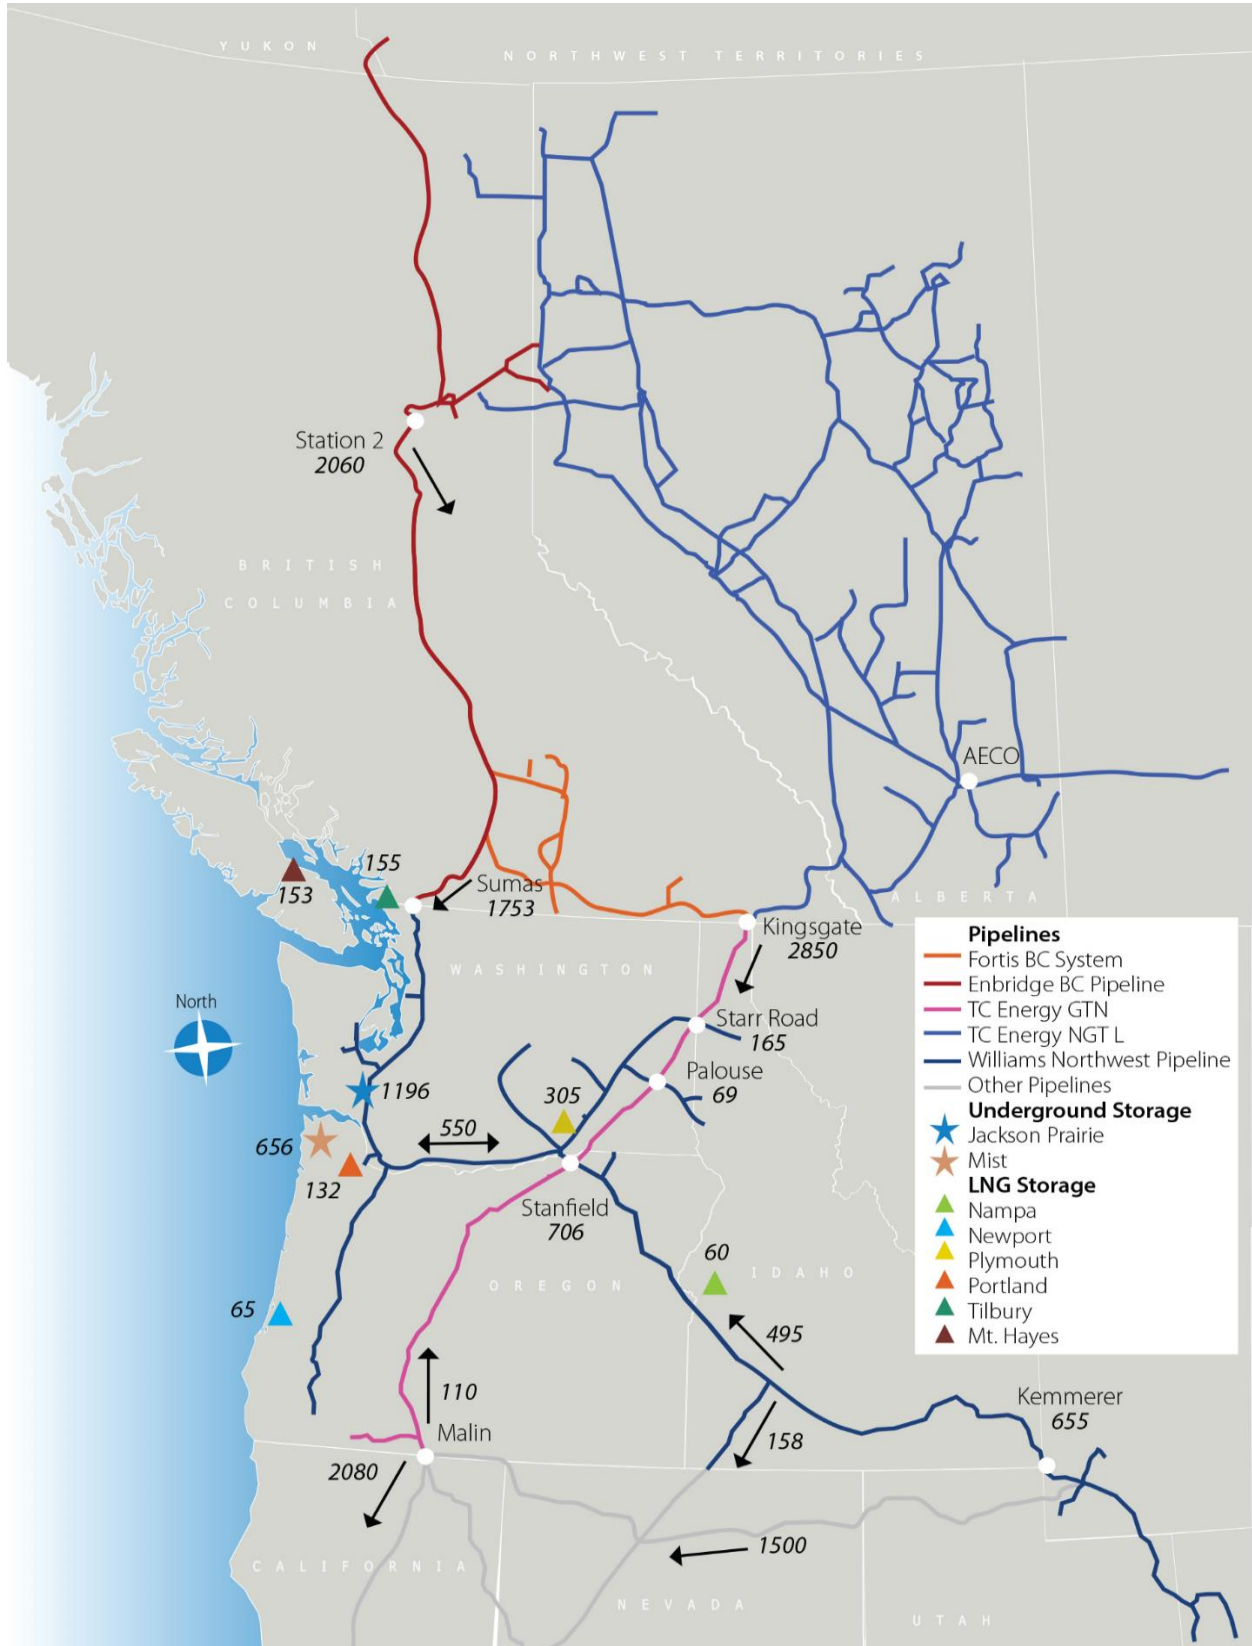 YUKON
NORTHWEST TERRITORIES
Station 2
2060
BRITISH
COLUMBIA
AECO
155
153
Sumas
1753
ALBERTA
Kingsgate
2850
WASHINGTON
North
Starr Road
165
Palouse
69
1196
305
550
656
132
Stanfield
706
60
IDAHO
OREGON
65
495
110
Kemmerer
655
Malin
158
2080
1500
CALIFORNIA
NEVADA
UTAH
Pipelines
Fortis BC System
Enbridge BC Pipeline
TC Energy GTN
TC Energy NGT L
Williams Northwest Pipeline
Other Pipelines
Underground Storage
Jackson Prairie
Mist
LNG Storage
Nampa
Newport
Plymouth
Portland
Tilbury
Mt. Hayes